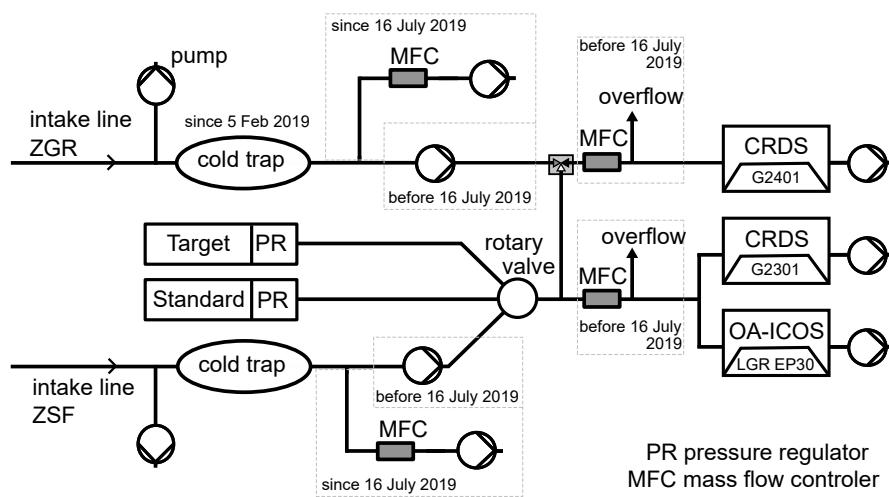 since 16 July 2019
MFC
pump
before 16 July
2019
overflow
intake line
ZGR
since 5 Feb 2019
cold trap
MFC
CRDS
G2401
before 16 July 2019
Target PR
rotary
valve
overflow
MFC
CRDS
G2301
Standard PR
before 16 July
2019
OA-ICOS
LGR EP30
cold trap
intake line
ZSF
before 16 July 2019
MFC
since 16 July 2019
PR pressure regulator
MFC mass flow controler